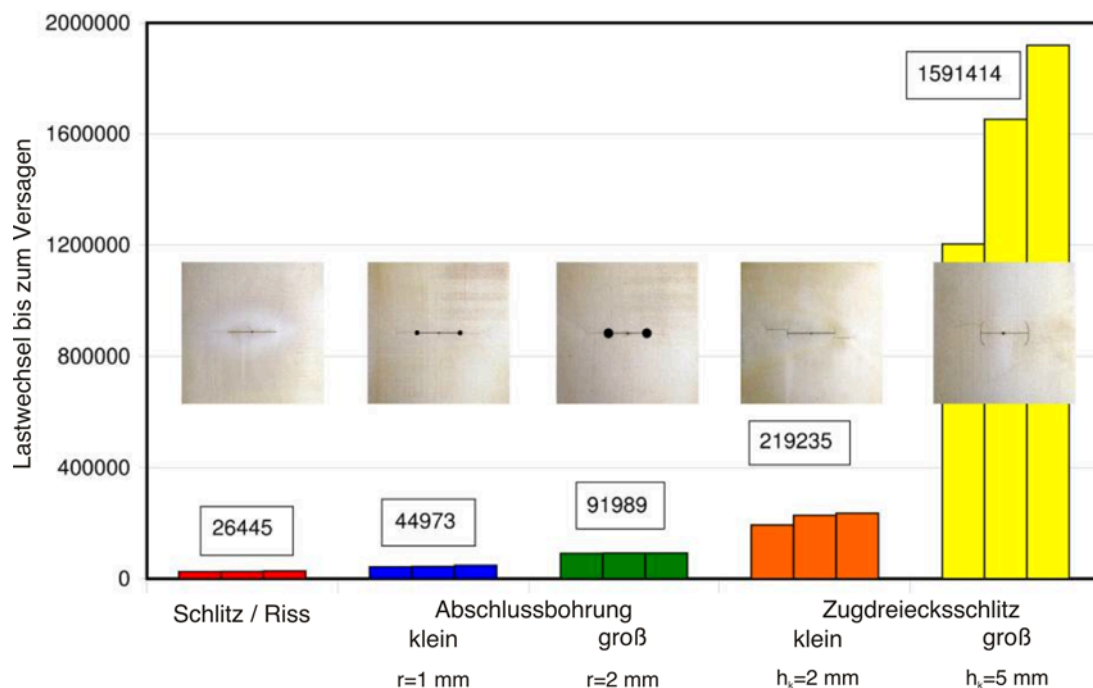 Lastwechsel bis zum Versagen
2000000
1600000
1200000
800000
400000
0
1591414
219235
91989
44973
26445
Schlitz / Riss
Abschlussbohrung
Zugdreiecksschlitz
klein
groß
klein
groß
r=1 mm
r=2 mm
hₖ=2 mm
hₖ=5 mm